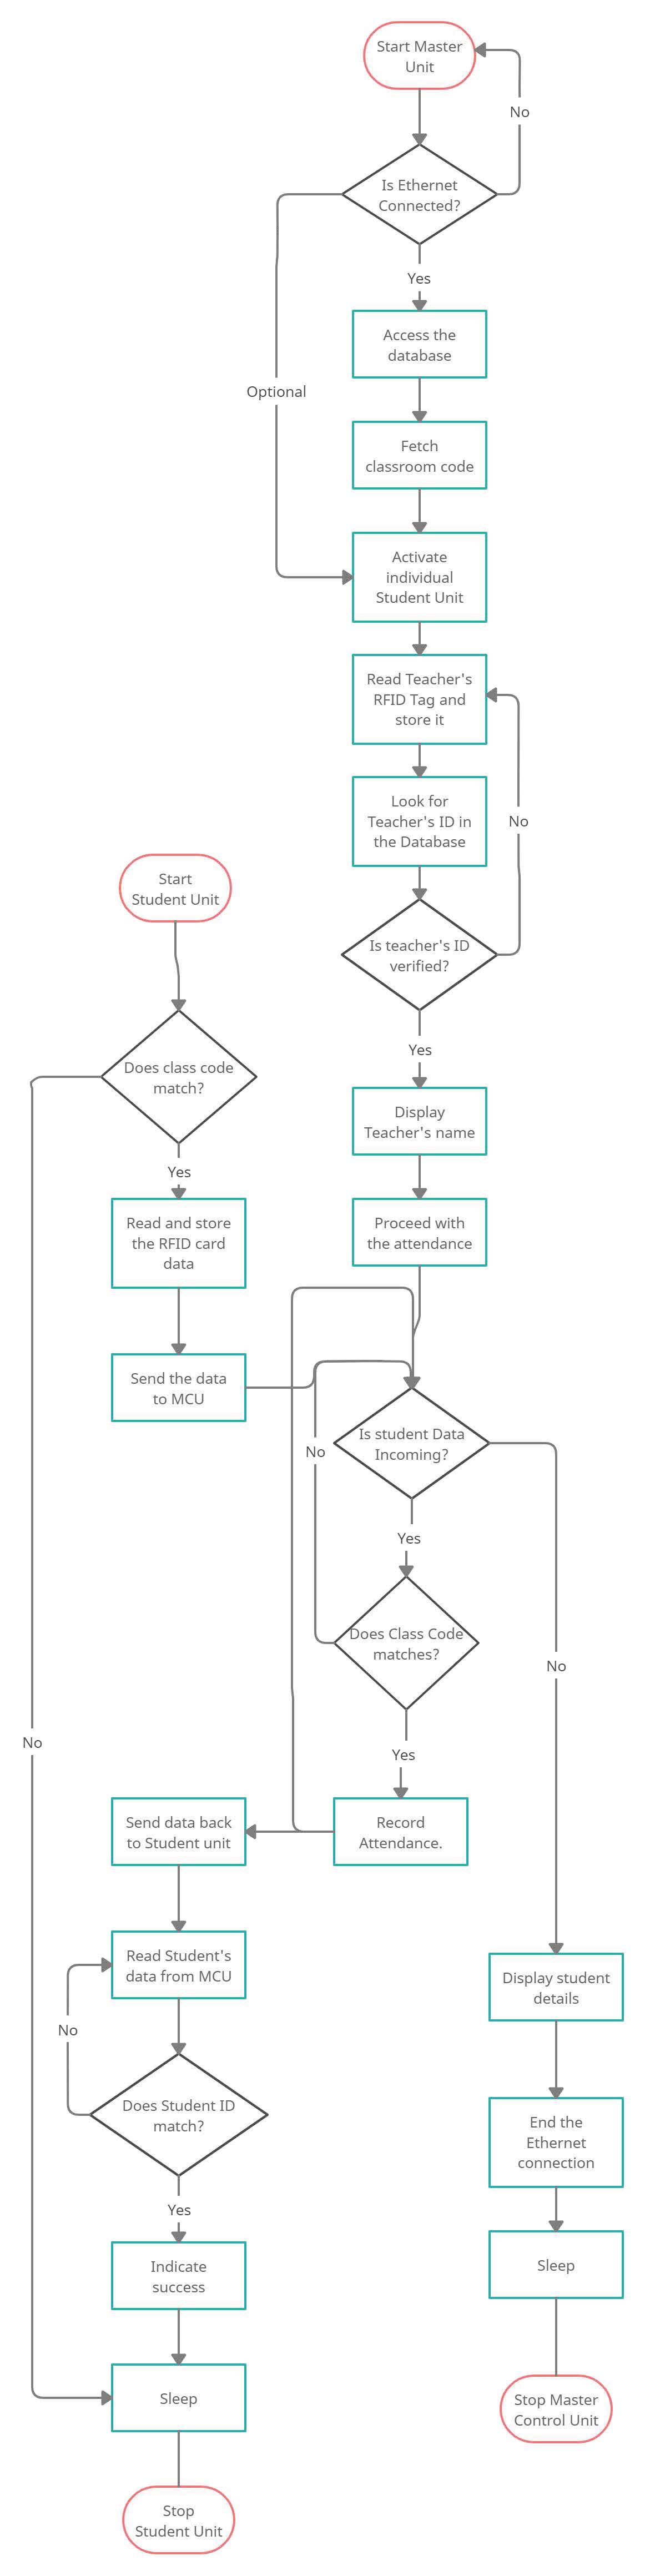 Start Master
Unit
No
Is Ethernet
Connected?
Yes
Access the
database
Optional
Fetch
classroom code
Activate
individual
Student Unit
Read Teacher's
RFID Tag and
store it
Look for
Teacher's ID in
the Database
No
Start
Student Unit
Is teacher's ID
verified?
Yes
Does class code
match?
Display
Teacher's name
Yes
Read and store
the RFID card
data
Proceed with
the attendance
Send the data
to MCU
Is student Data
Incoming?
No
Yes
Does Class Code
matches?
No
No
Yes
Send data back
to Student unit
Record
Attendance.
Read Student's
data from MCU
Display student
details
No
Does Student ID
match?
End the
Ethernet
connection
Yes
Indicate
success
Sleep
Sleep
Stop Master
Control Unit
Stop
Student Unit